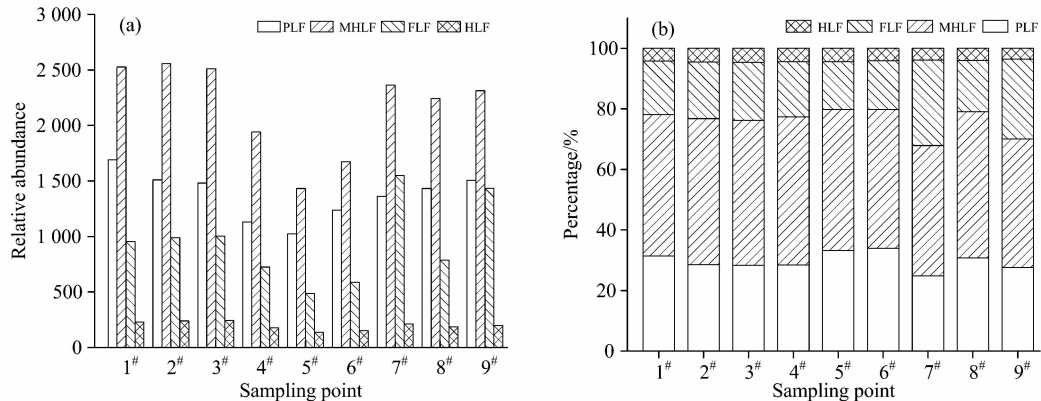 (a)
PLF MHLF FLF HLF
3 000
2 500
2 000
1 500
1 000
500
0
Relative abundance
1# 2# 3# 4# 5# 6# 7# 8# 9#
Sampling point
(b)
HLF FLF MHLF PLF
100
80
60
40
20
0
Percentage/%
1# 2# 3# 4# 5# 6# 7# 8# 9#
Sampling point